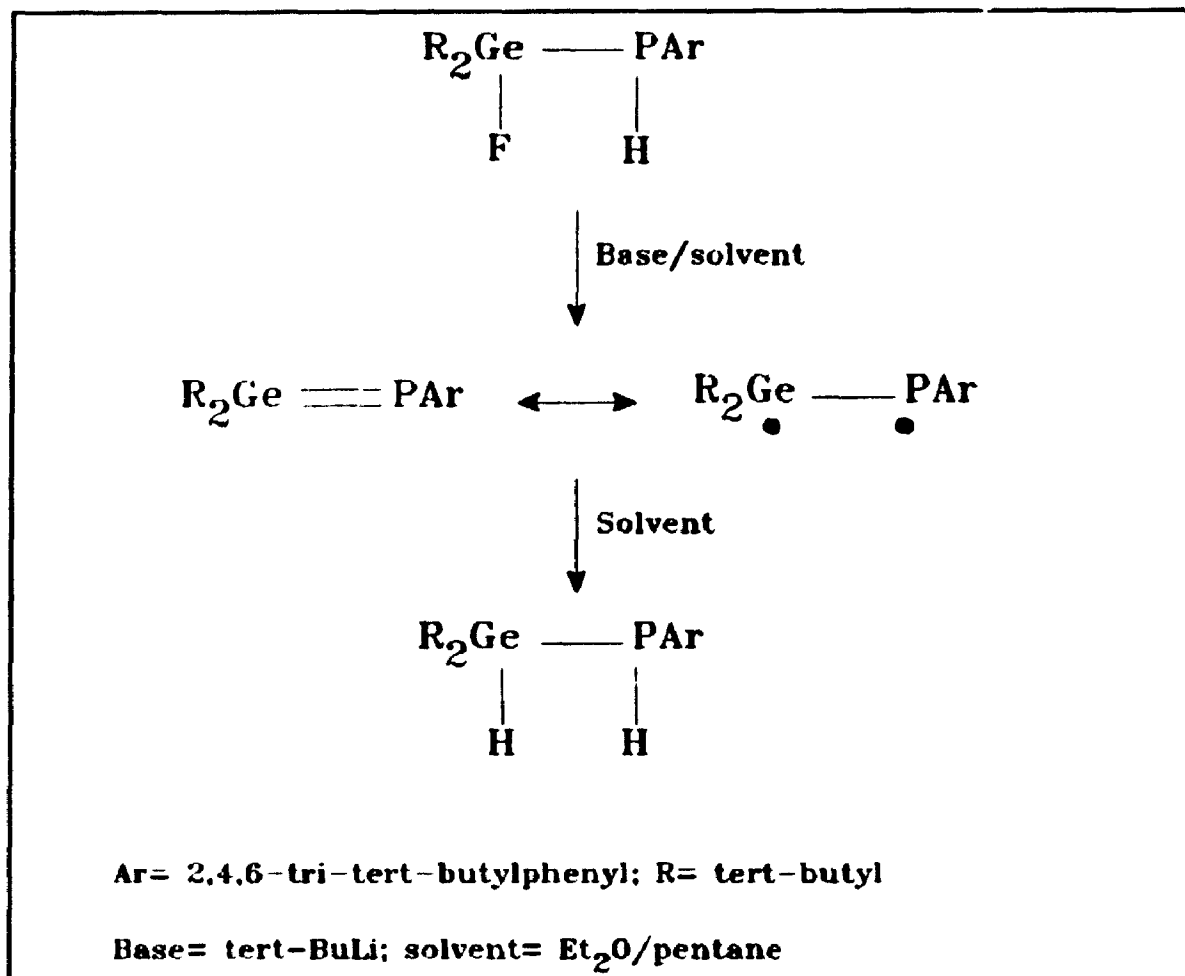 R₂Ge — PAr
F H
Base/solvent
R₂Ge = PAr ↔ R₂Ge — PAr
• •
Solvent
R₂Ge — PAr
H H
Ar= 2,4,6-tri-tert-butylphenyl; R= tert-butyl
Base= tert-BuLi; solvent= Et₂O/pentane